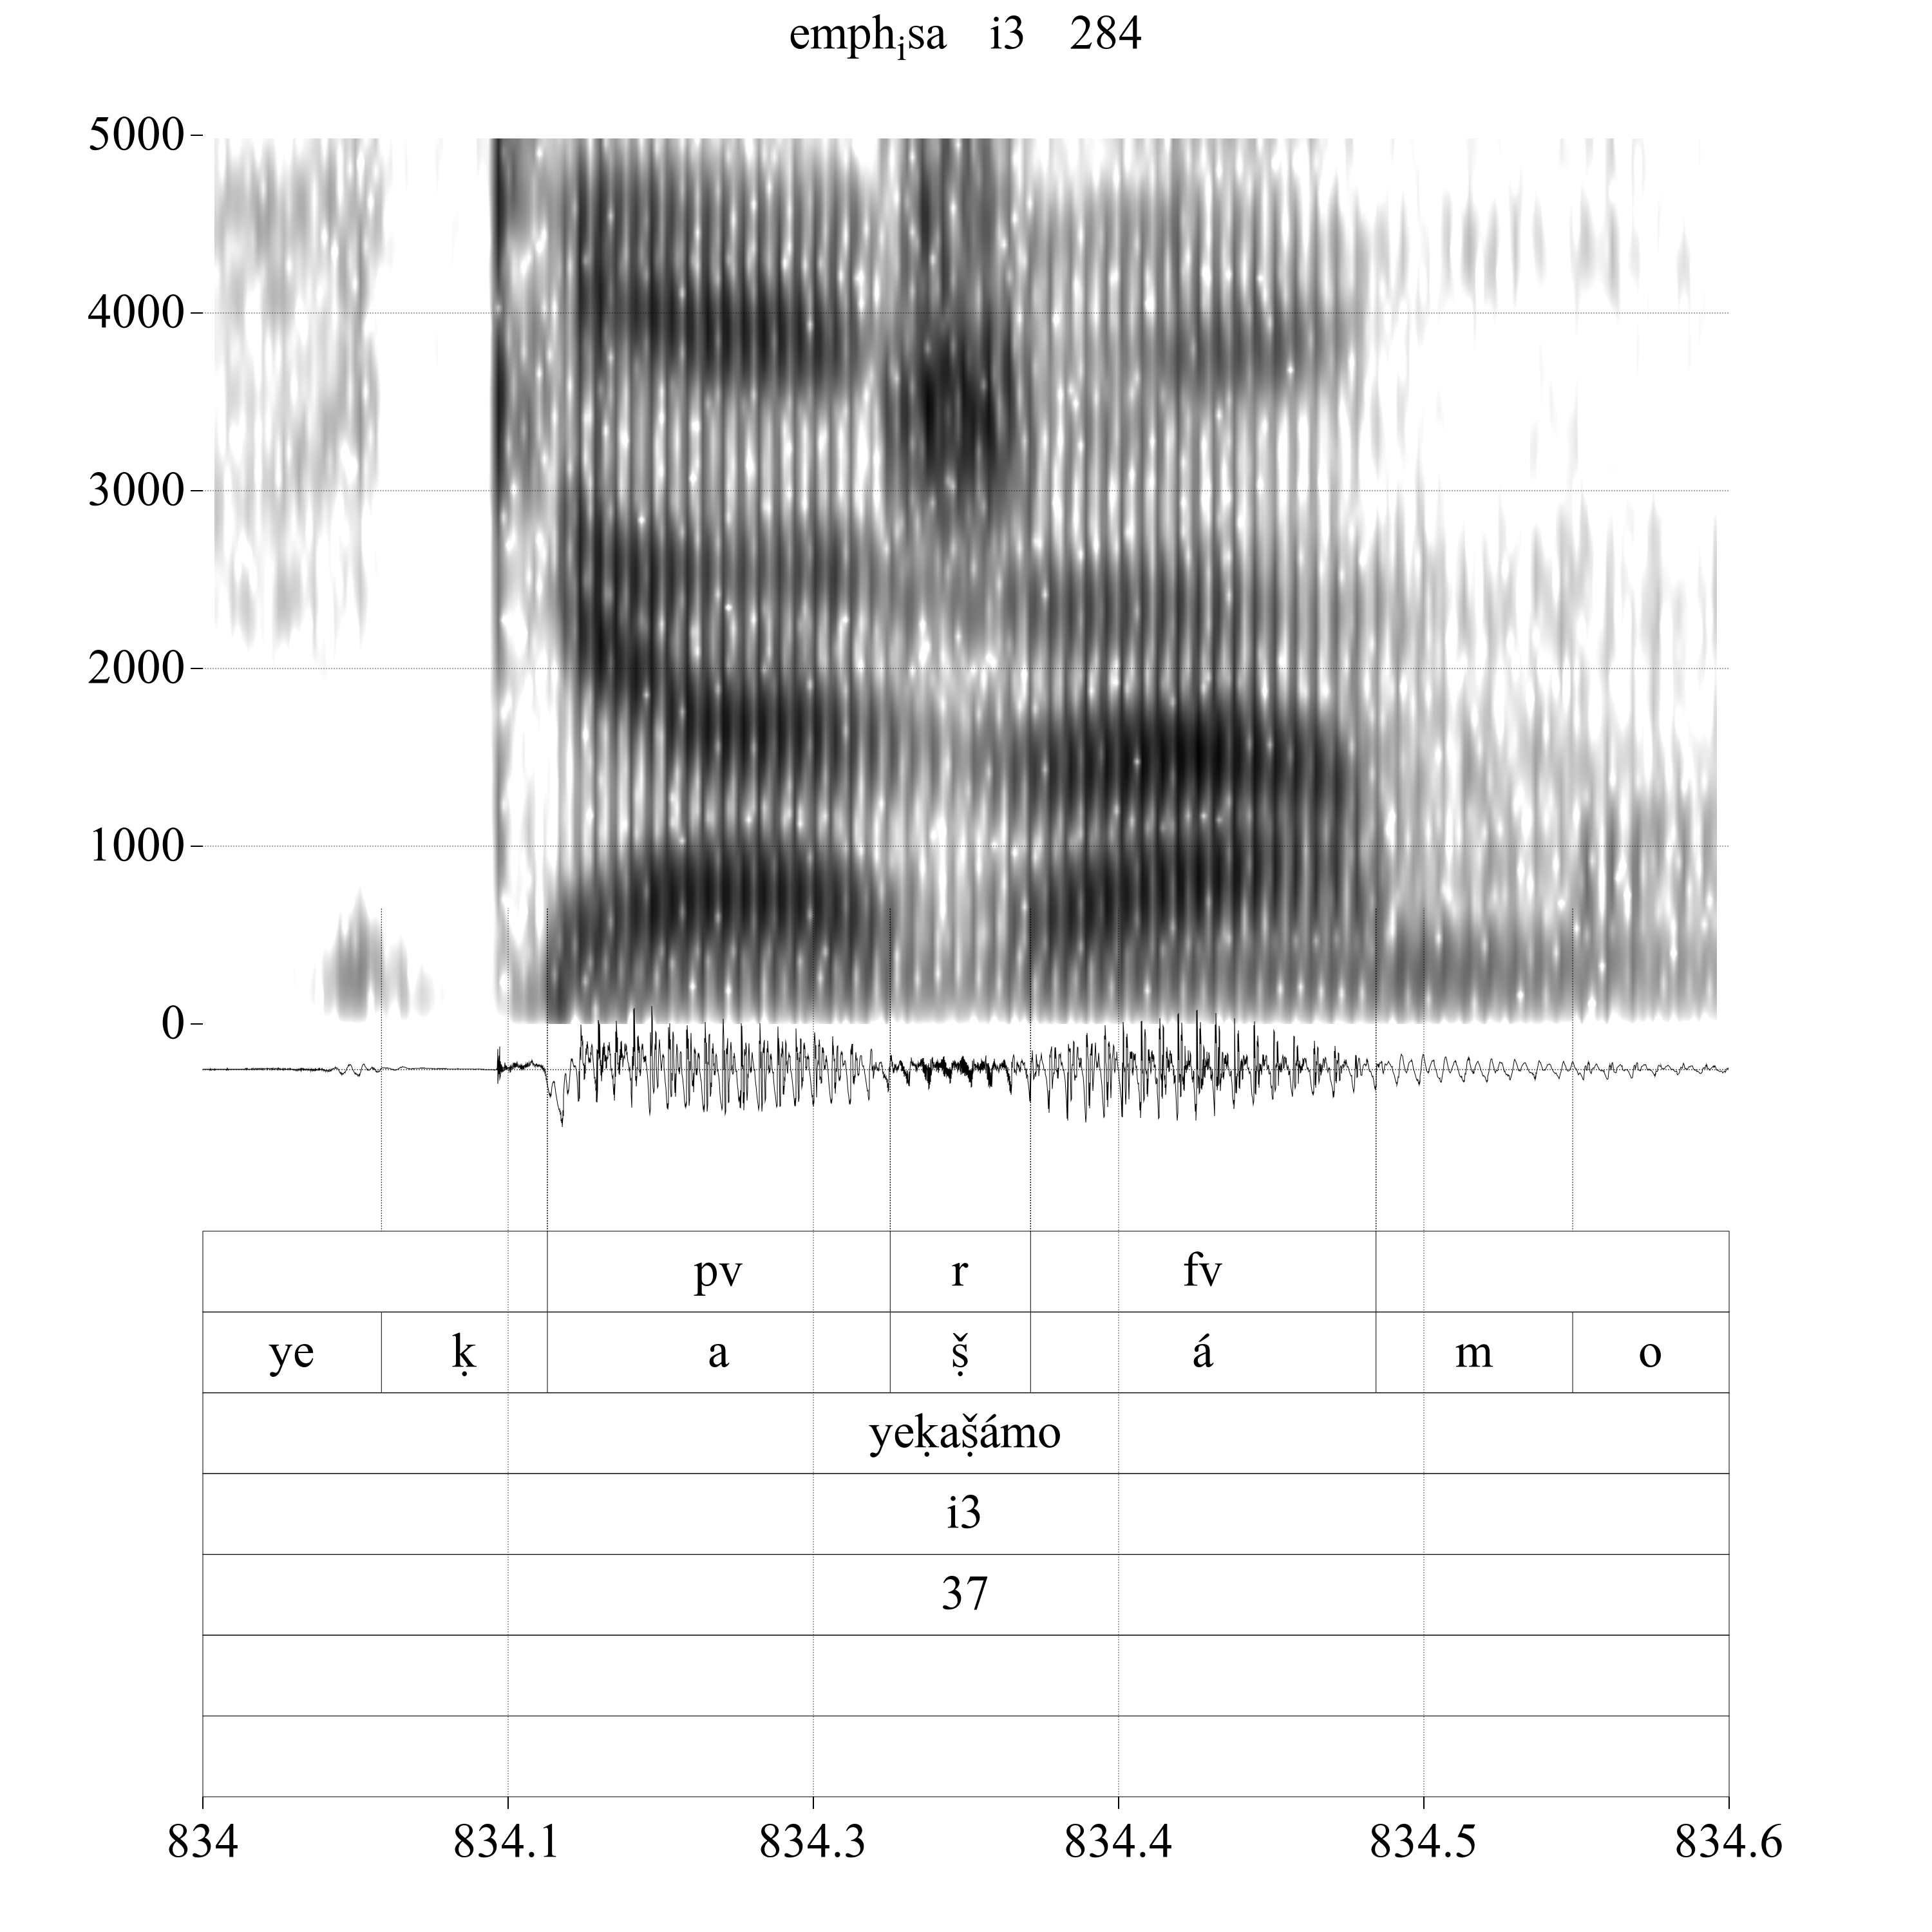 emphᵢsa i3 284
5000
4000
3000
2000
1000
0
pv r fv
ye ḳ a ṣ̌ á m o
yeḳaṣ̌ámo
i3
37
834 834.1 834.3 834.4 834.5 834.6